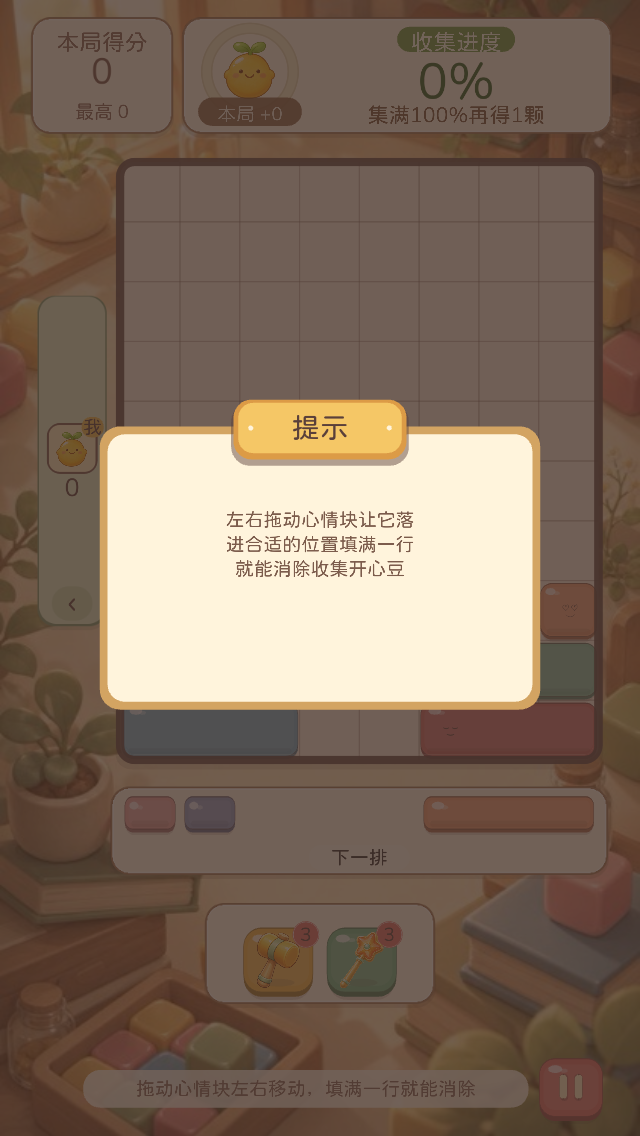 本局得分
0
最高 0
本局 +0
收集进度
0%
集满100%再得1颗
我
0
提示
左右拖动心情块让它落
进合适的位置填满一行
就能消除收集开心豆
下一排
3
3
拖动心情块左右移动，填满一行就能消除